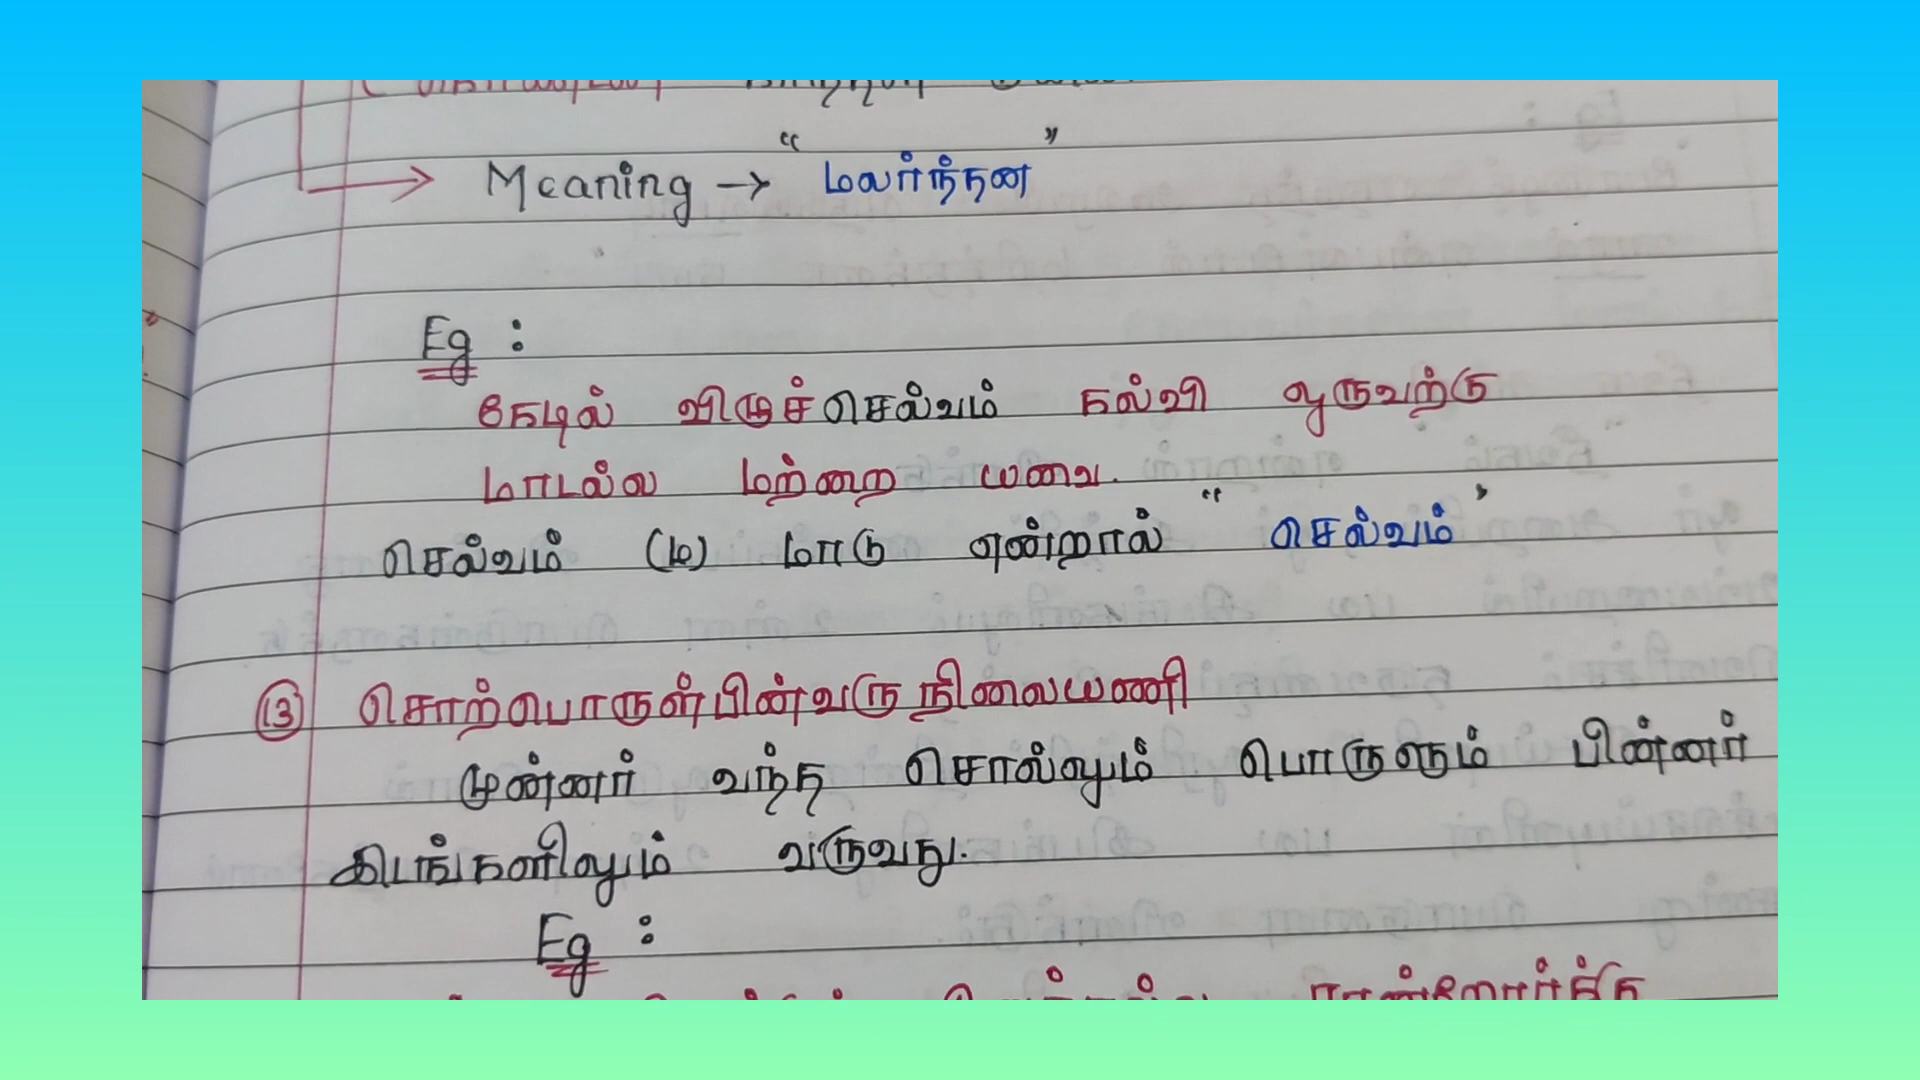 Meaning → "மலர்ந்தன"
Eg :
கேடில் விழுச்செல்வம் கல்வி ஒருவற்கு
மாடல்ல மற்றை யவை.
செல்வம் (ம) மாடு என்றால் "செல்வம்"
③ சொற்பொருள்பின்வருநிலையணி
முன்னர் வந்த சொல்லும் பொருளும் பின்னர்
இடங்களிலும் வருவது.
Eg :